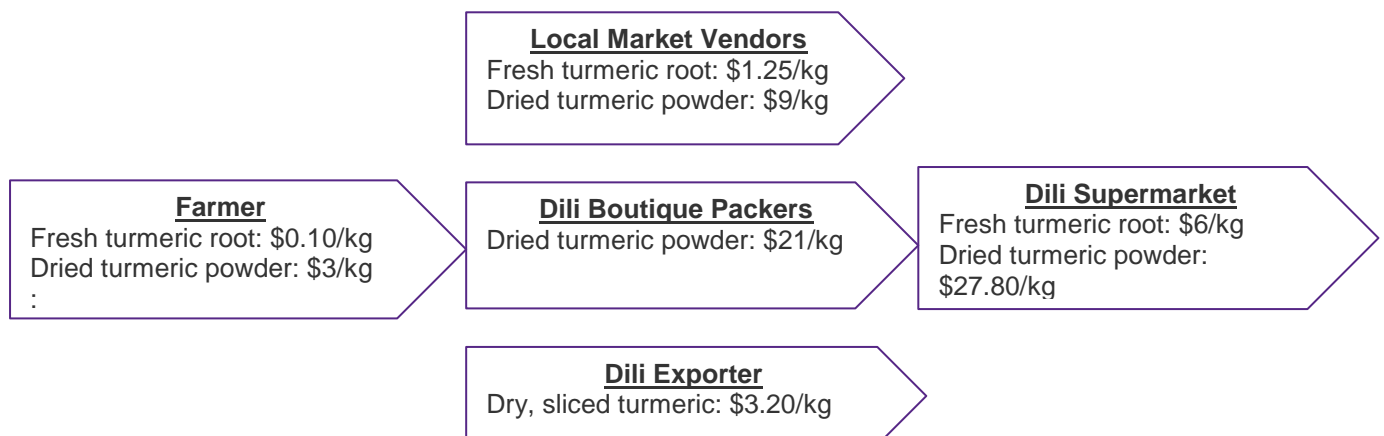 Local Market Vendors
Fresh turmeric root: $1.25/kg
Dried turmeric powder: $9/kg
Farmer
Fresh turmeric root: $0.10/kg
Dried turmeric powder: $3/kg
:
Dili Boutique Packers
Dried turmeric powder: $21/kg
Dili Supermarket
Fresh turmeric root: $6/kg
Dried turmeric powder:
$27.80/kg
Dili Exporter
Dry, sliced turmeric: $3.20/kg